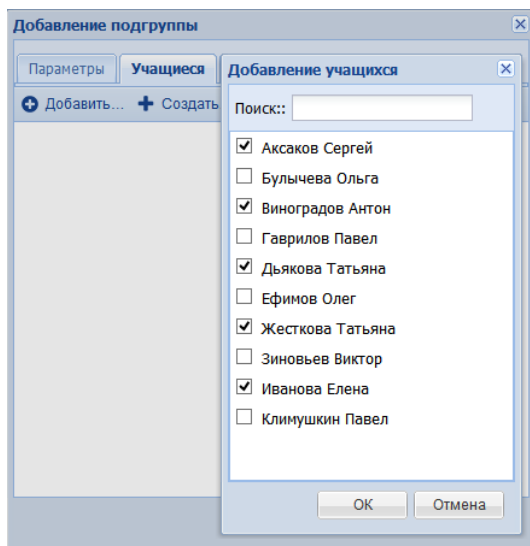 Добавление подгруппы
Параметры Учащиеся
Добавить... Создать
Добавление учащихся
Поиск::
Аксаков Сергей
Булычева Ольга
Виноградов Антон
Гаврилов Павел
Дьякова Татьяна
Ефимов Олег
Жесткова Татьяна
Зиновьев Виктор
Иванова Елена
Климушкин Павел
ОК Отмена